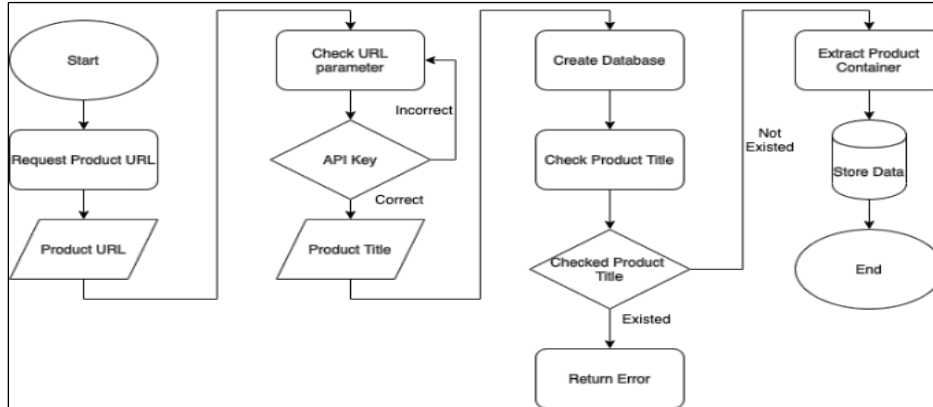 Start
Request Product URL
Product URL
Check URL
parameter
Incorrect
API Key
Correct
Product Title
Create Database
Check Product Title
Checked Product
Title
Existed
Return Error
Not
Existed
Extract Product
Container
Store Data
End